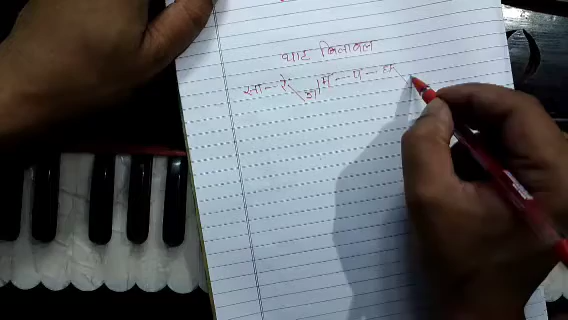 थाट बिलावल
सा - रे ग म - प - ध